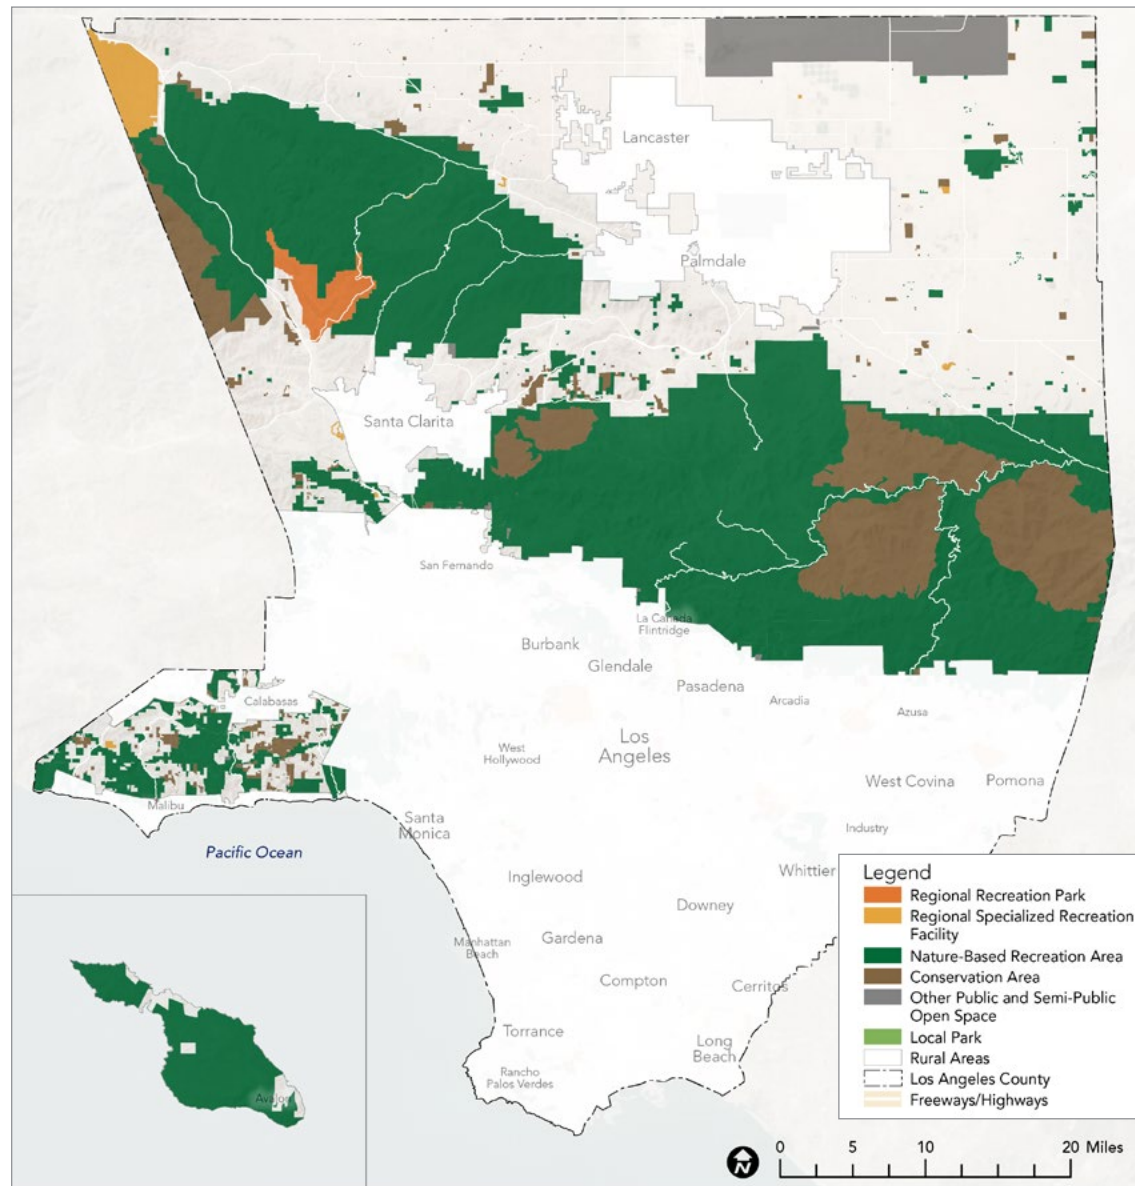 Lancaster
Palmdale
Santa Clarita
San Fernando
La Cañada
Flintridge
Burbank
Glendale
Pasadena
Arcadia
Azusa
Calabasas
West
Hollywood
Los
Angeles
West Covina
Pomona
Malibu
Santa
Monica
Industry
Pacific Ocean
Whittier
Inglewood
Downey
Manhattan
Beach
Gardena
Compton
Cerritos
Torrance
Long
Beach
Rancho
Palos Verdes
Avalon
Legend
Regional Recreation Park
Regional Specialized Recreation
Facility
Nature-Based Recreation Area
Conservation Area
Other Public and Semi-Public
Open Space
Local Park
Rural Areas
Los Angeles County
Freeways/Highways
N
0 5 10 20 Miles